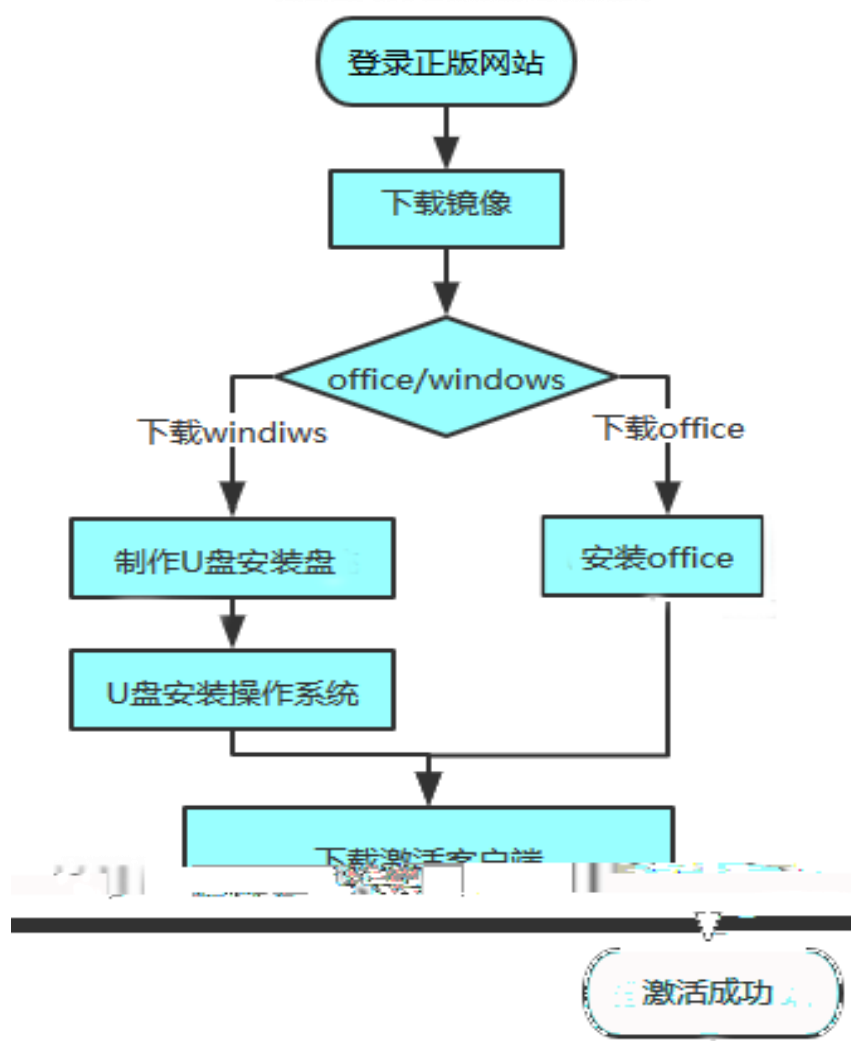 登录正版网站
下载镜像
office/windows
下载windiws
下载office
制作U盘安装盘
安装office
U盘安装操作系统
下载激活客户端
激活成功